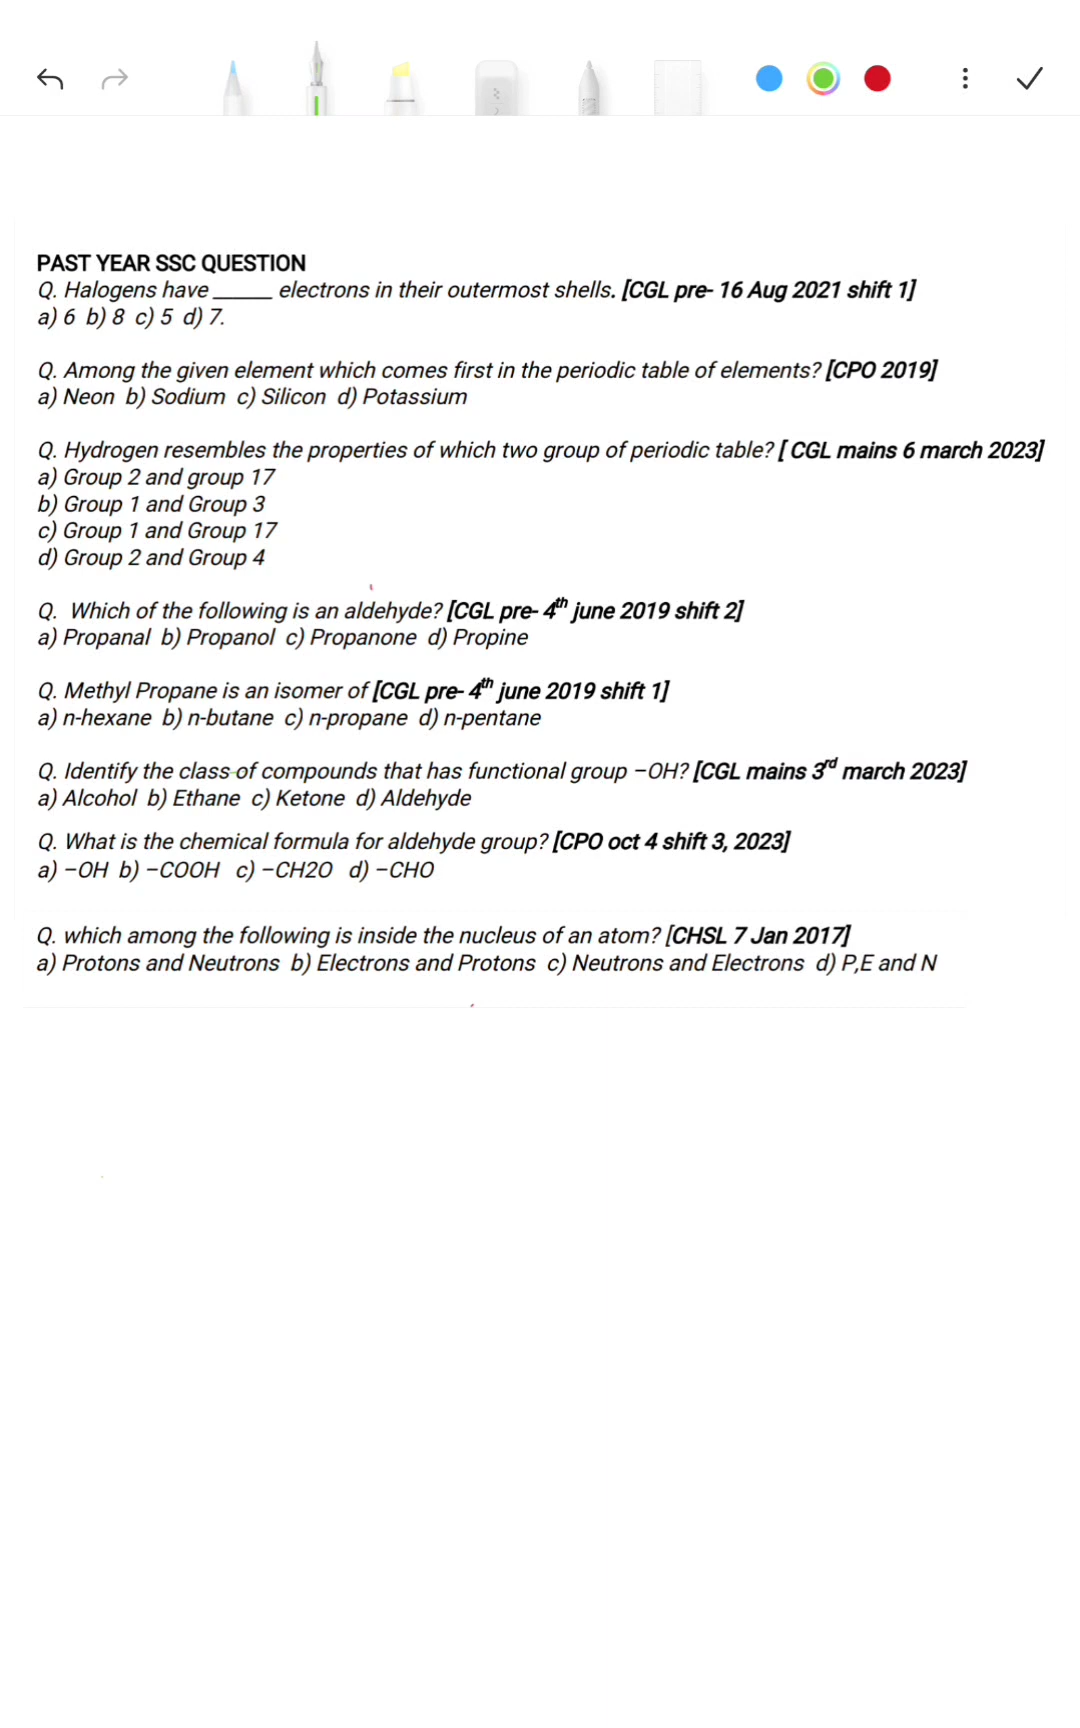 PAST YEAR SSC QUESTION
Q. Halogens have _____ electrons in their outermost shells. [CGL pre- 16 Aug 2021 shift 1]
a) 6 b) 8 c) 5 d) 7.
Q. Among the given element which comes first in the periodic table of elements? [CPO 2019]
a) Neon b) Sodium c) Silicon d) Potassium
Q. Hydrogen resembles the properties of which two group of periodic table? [ CGL mains 6 march 2023]
a) Group 2 and group 17
b) Group 1 and Group 3
c) Group 1 and Group 17
d) Group 2 and Group 4
Q. Which of the following is an aldehyde? [CGL pre- 4th june 2019 shift 2]
a) Propanal b) Propanol c) Propanone d) Propine
Q. Methyl Propane is an isomer of [CGL pre- 4th june 2019 shift 1]
a) n-hexane b) n-butane c) n-propane d) n-pentane
Q. Identify the class of compounds that has functional group −OH? [CGL mains 3rd march 2023]
a) Alcohol b) Ethane c) Ketone d) Aldehyde
Q. What is the chemical formula for aldehyde group? [CPO oct 4 shift 3, 2023]
a) −OH b) −COOH c) −CH2O d) −CHO
Q. which among the following is inside the nucleus of an atom? [CHSL 7 Jan 2017]
a) Protons and Neutrons b) Electrons and Protons c) Neutrons and Electrons d) P,E and N